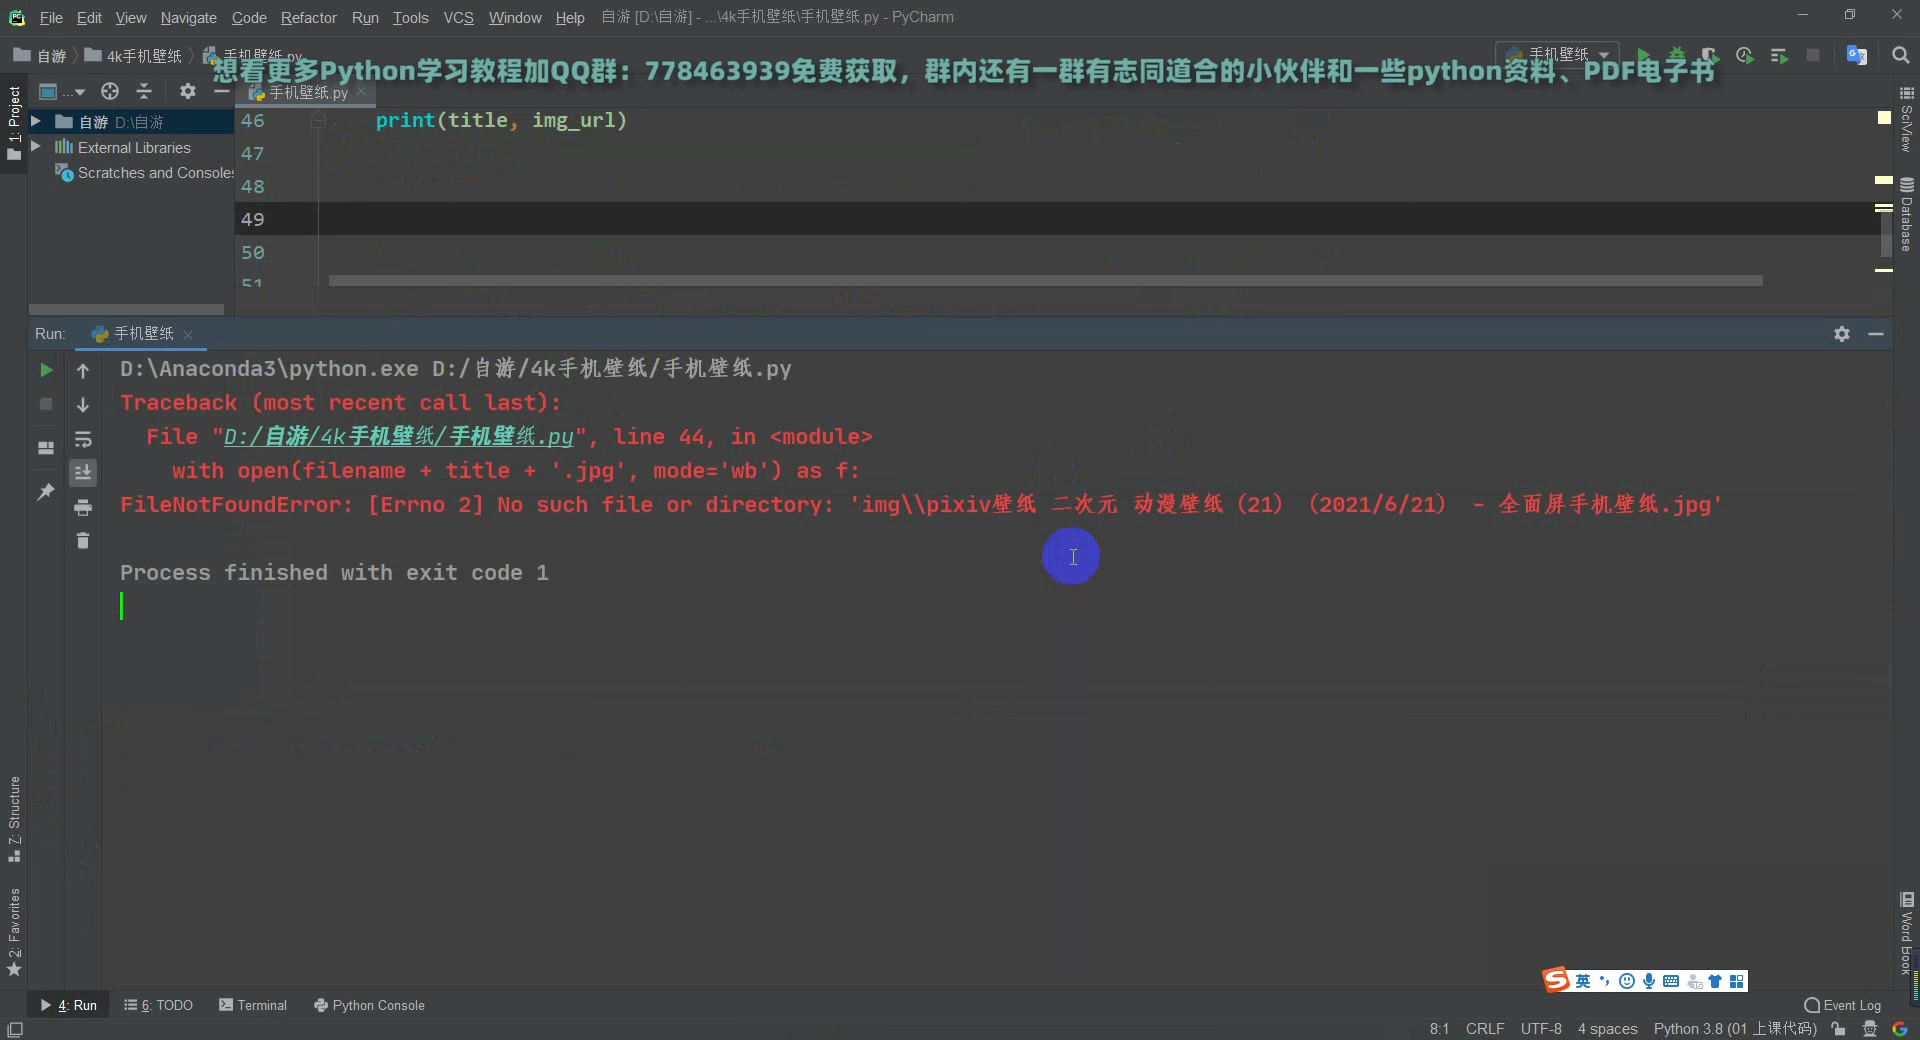 File Edit View Navigate Code Refactor Run Tools VCS Window Help 自游 [D:\自游] - ...\4k手机壁纸\手机壁纸.py - PyCharm
自游 4k手机壁纸 手机壁纸.py 手机壁纸
想看更多Python学习教程加QQ群：778463939免费获取，群内还有一群有志同道合的小伙伴和一些python资料、PDF电子书
1: Project
...
手机壁纸.py
自游 D:\自游
External Libraries
Scratches and Consoles
46 print(title, img_url)
47
48
49
50
51
SciView
Database
Run: 手机壁纸
D:\Anaconda3\python.exe D:/自游/4k手机壁纸/手机壁纸.py
Traceback (most recent call last):
File "D:/自游/4k手机壁纸/手机壁纸.py", line 44, in <module>
with open(filename + title + '.jpg', mode='wb') as f:
FileNotFoundError: [Errno 2] No such file or directory: 'img\\pixiv壁纸 二次元 动漫壁纸（21）（2021/6/21） - 全面屏手机壁纸.jpg'
Process finished with exit code 1
7: Structure
2: Favorites
Word Book
英
4: Run 6: TODO Terminal Python Console Event Log
8:1 CRLF UTF-8 4 spaces Python 3.8 (01 上课代码)